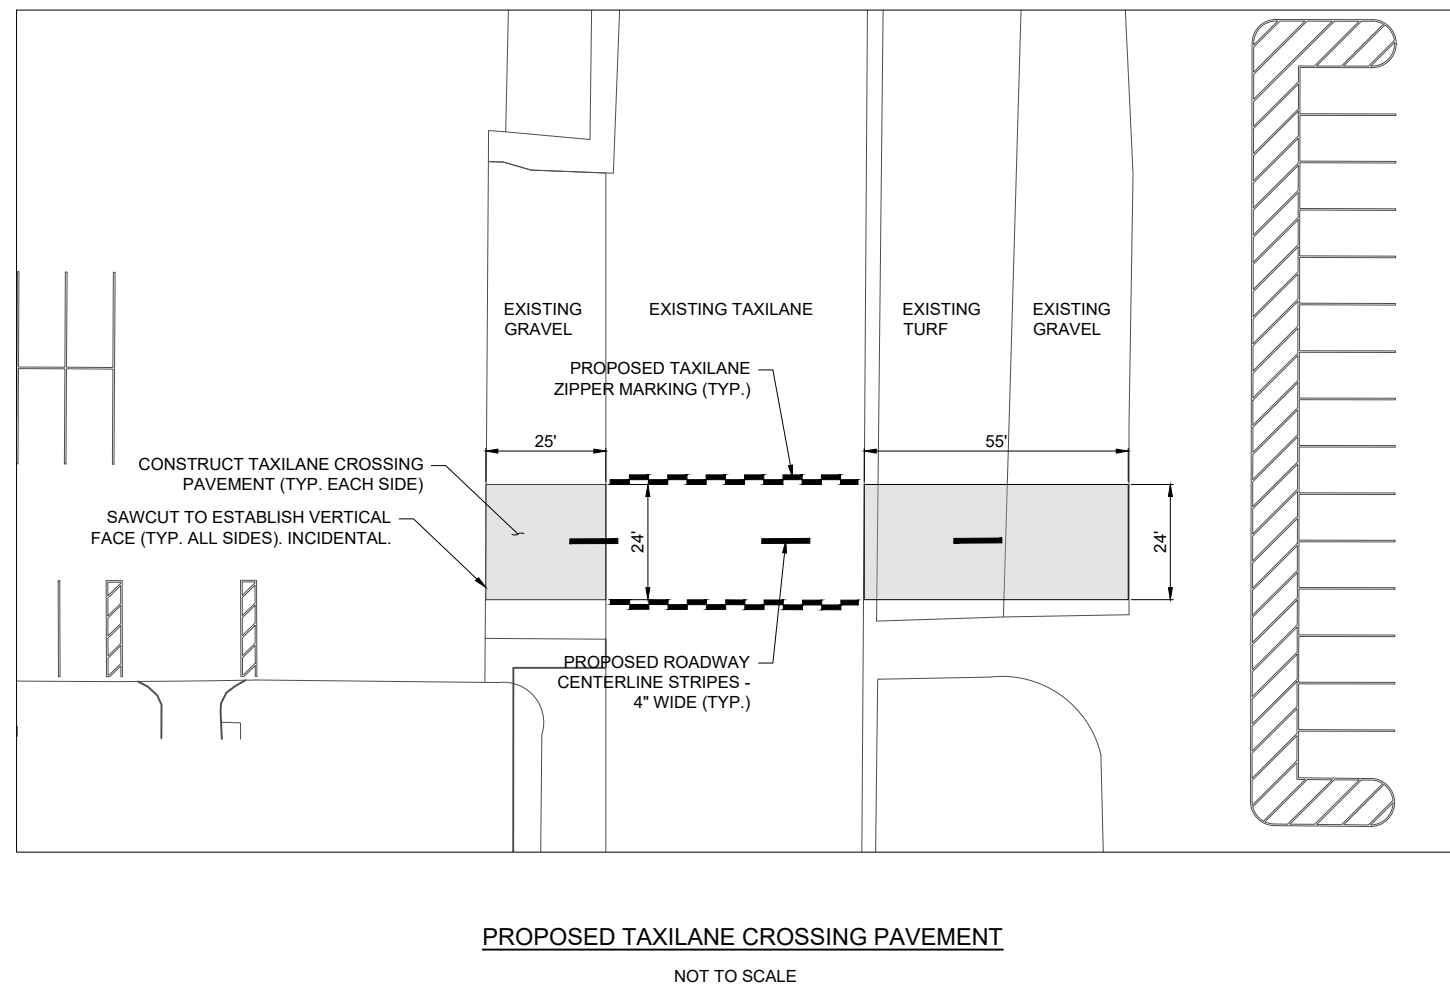 EXISTING
GRAVEL
EXISTING TAXILANE
EXISTING
TURF
EXISTING
GRAVEL
PROPOSED TAXILANE
ZIPPER MARKING (TYP.)
25'
55'
CONSTRUCT TAXILANE CROSSING
PAVEMENT (TYP. EACH SIDE)
SAWCUT TO ESTABLISH VERTICAL
FACE (TYP. ALL SIDES). INCIDENTAL.
24'
24'
PROPOSED ROADWAY
CENTERLINE STRIPES -
4" WIDE (TYP.)
PROPOSED TAXILANE CROSSING PAVEMENT
NOT TO SCALE